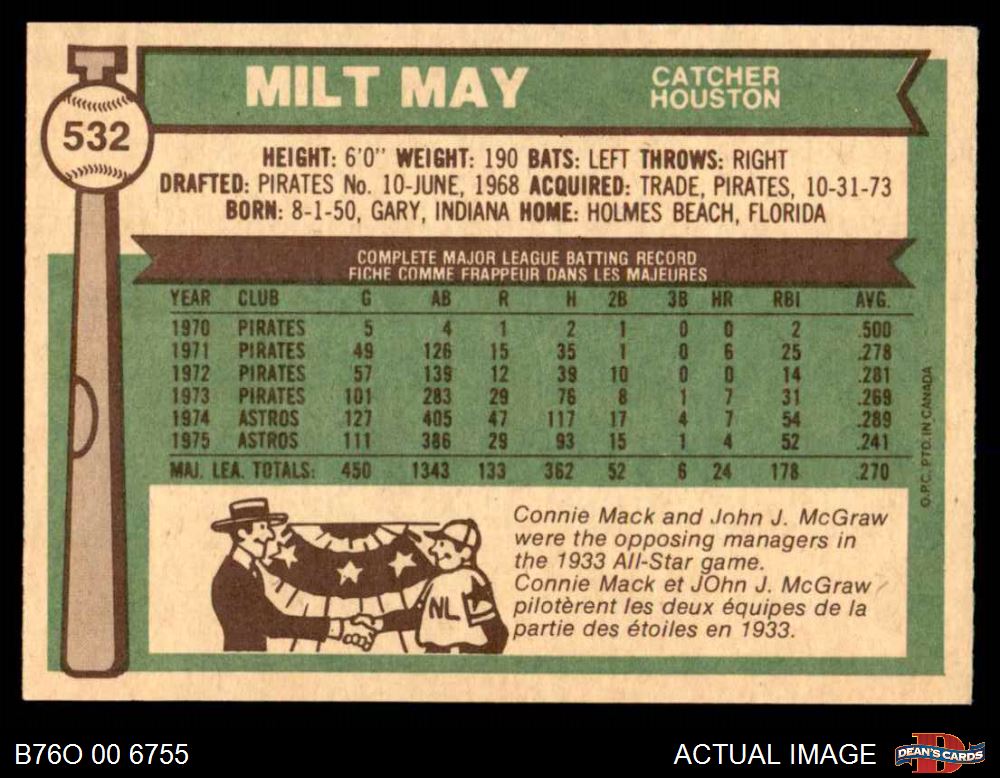 MILT MAY
CATCHER
HOUSTON
532
HEIGHT: 6'0" WEIGHT: 190 BATS: LEFT THROWS: RIGHT
DRAFTED: PIRATES No. 10-JUNE, 1968 ACQUIRED: TRADE, PIRATES, 10-31-73
BORN: 8-1-50, GARY, INDIANA HOME: HOLMES BEACH, FLORIDA
COMPLETE MAJOR LEAGUE BATTING RECORD
FICHE COMME FRAPPEUR DANS LES MAJEURES
YEAR CLUB G AB R H 2B 3B HR RBI AVG.
1970 PIRATES 5 4 1 2 1 0 0 2 .500
1971 PIRATES 49 126 15 35 1 0 6 25 .278
1972 PIRATES 57 139 12 39 10 0 0 14 .281
1973 PIRATES 101 283 29 76 8 1 7 31 .269
1974 ASTROS 127 405 47 117 17 4 7 54 .289
1975 ASTROS 111 386 29 93 15 1 4 52 .241
MAJ. LEA. TOTALS: 450 1343 133 362 52 6 24 178 .270
O.P.C. PTD. IN CANADA
NL
Connie Mack and John J. McGraw
were the opposing managers in
the 1933 All-Star game.
Connie Mack et JOhn J. McGraw
pilotèrent les deux équipes de la
partie des étoiles en 1933.
B76O 00 6755
ACTUAL IMAGE
D
DEAN'S CARDS